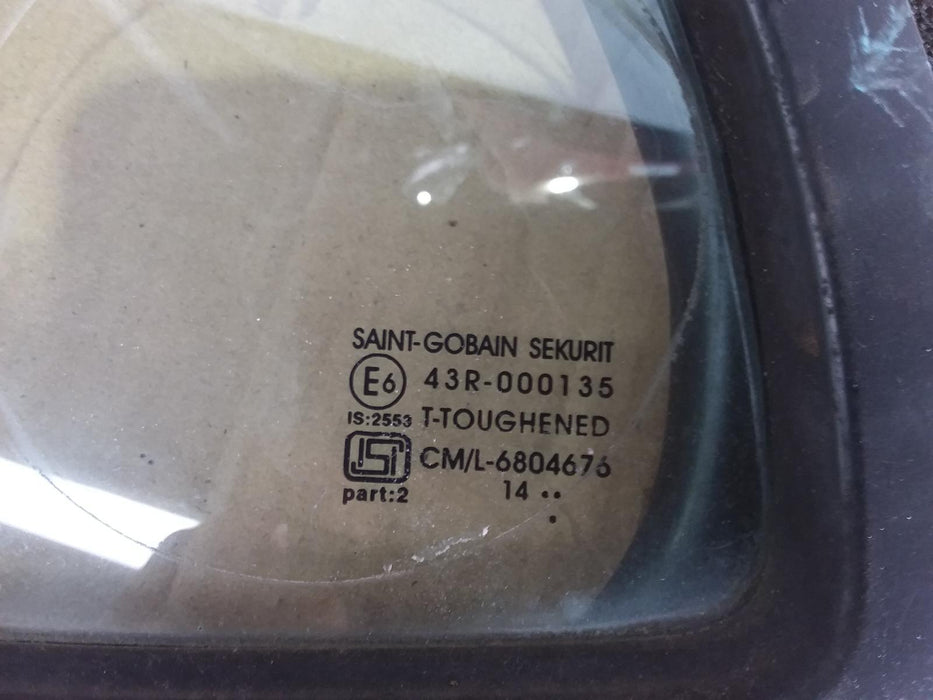 SAINT-GOBAIN SEKURIT
E6 43R-000135
IS:2553 T-TOUGHENED
ISI CM/L-6804676
part:2 14 ••
•